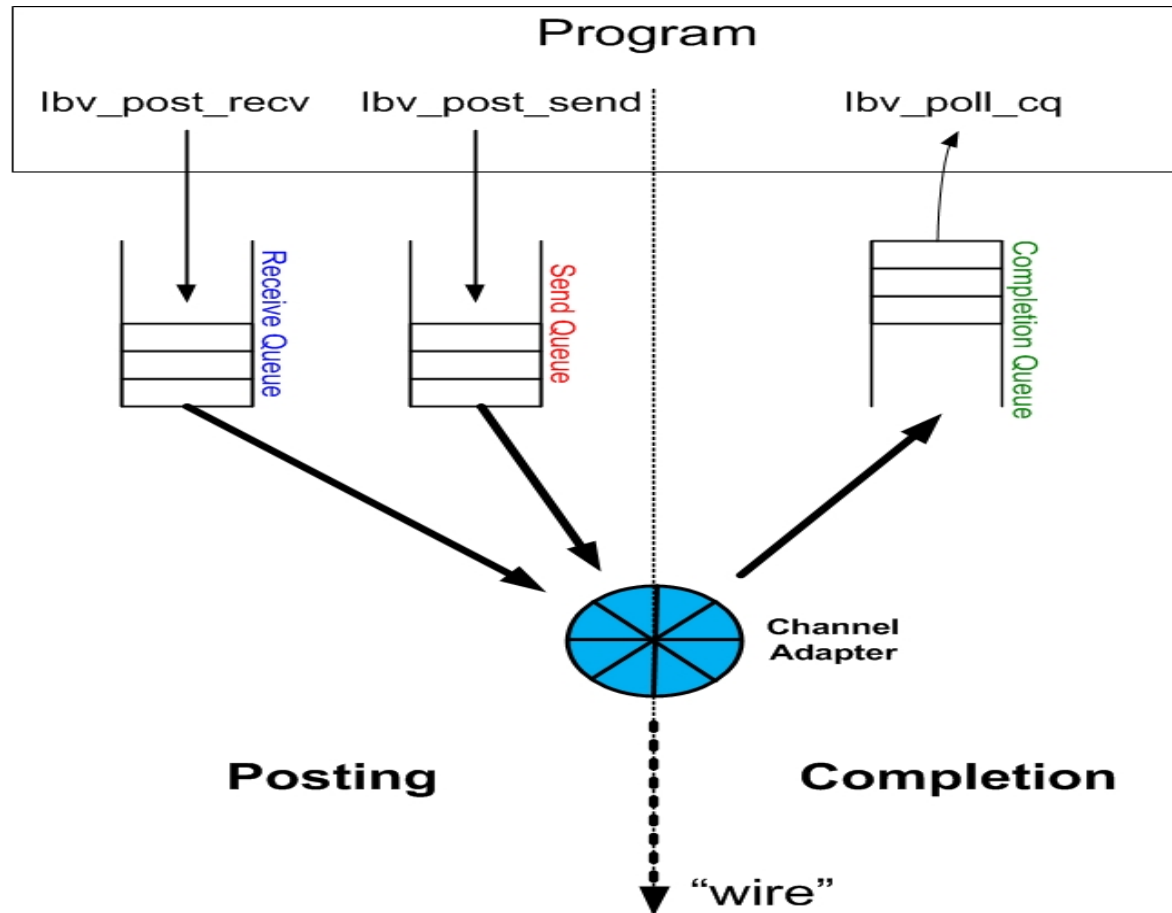 Program
Ibv_post_recv
Ibv_post_send
Ibv_poll_cq
Receive Queue
Send Queue
Completion Queue
Channel
Adapter
Posting
Completion
“wire”